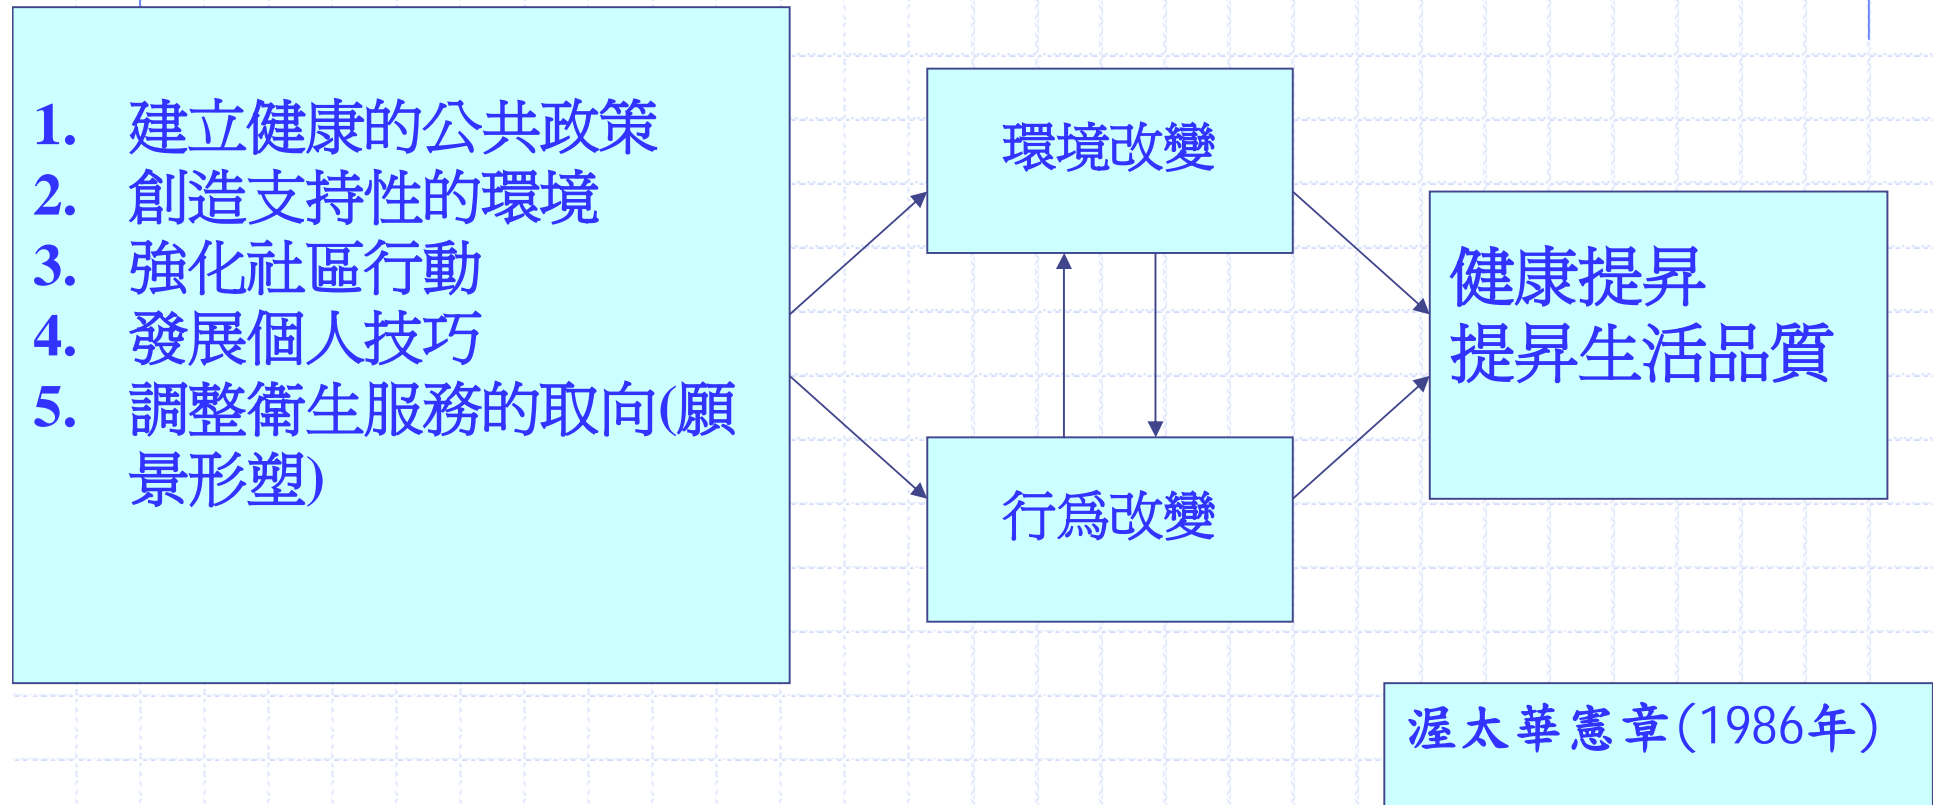 1. 建立健康的公共政策
2. 創造支持性的環境
3. 強化社區行動
4. 發展個人技巧
5. 調整衛生服務的取向(願
景形塑)
環境改變
行為改變
健康提昇
提昇生活品質
渥太華憲章(1986年)